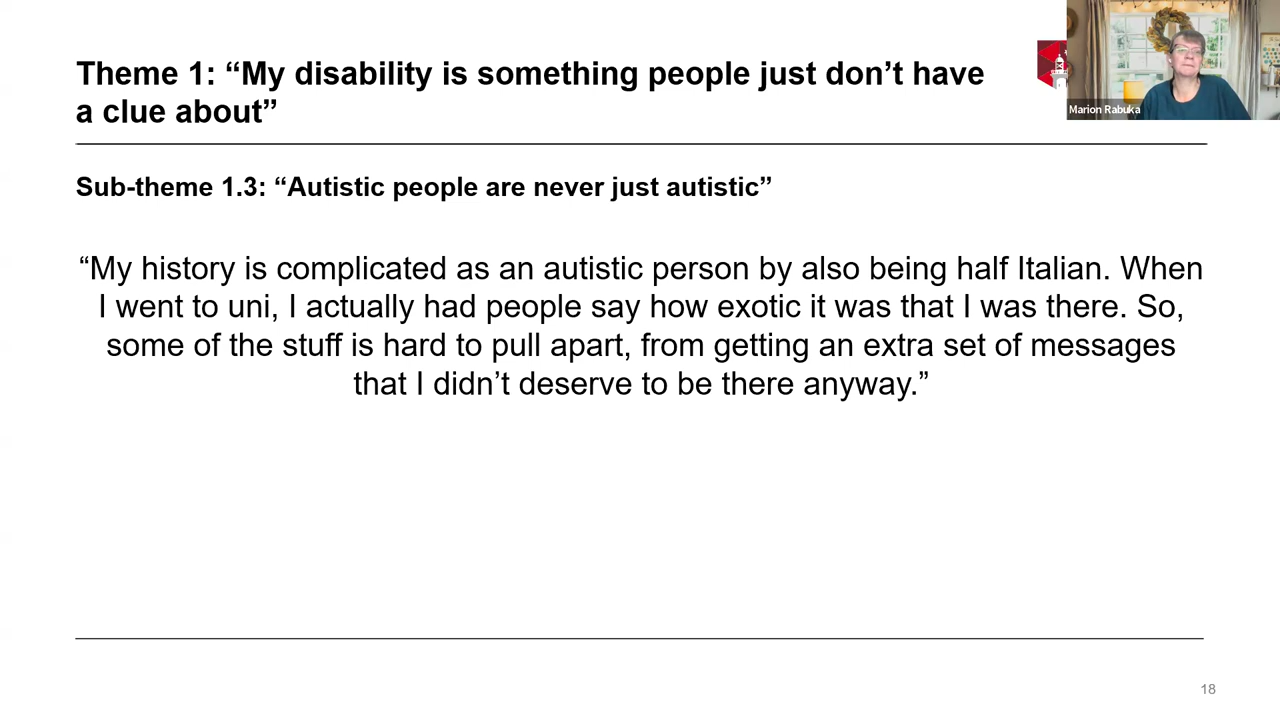 Theme 1: “My disability is something people just don’t have
a clue about”
Marion Rabuka
Sub-theme 1.3: “Autistic people are never just autistic”
“My history is complicated as an autistic person by also being half Italian. When
I went to uni, I actually had people say how exotic it was that I was there. So,
some of the stuff is hard to pull apart, from getting an extra set of messages
that I didn’t deserve to be there anyway.”
18